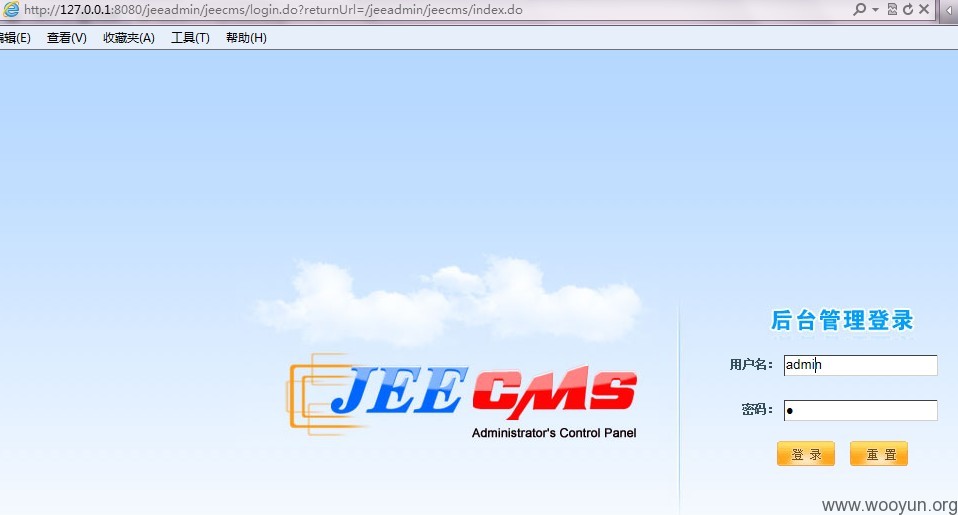 http://127.0.0.1:8080/jeeadmin/jeecms/login.do?returnUrl=/jeeadmin/jeecms/index.do
编辑(E) 查看(V) 收藏夹(A) 工具(T) 帮助(H)
后台管理登录
JEECMS
Administrator's Control Panel
用户名： admin
密码： ●
登 录 重 置
www.wooyun.org